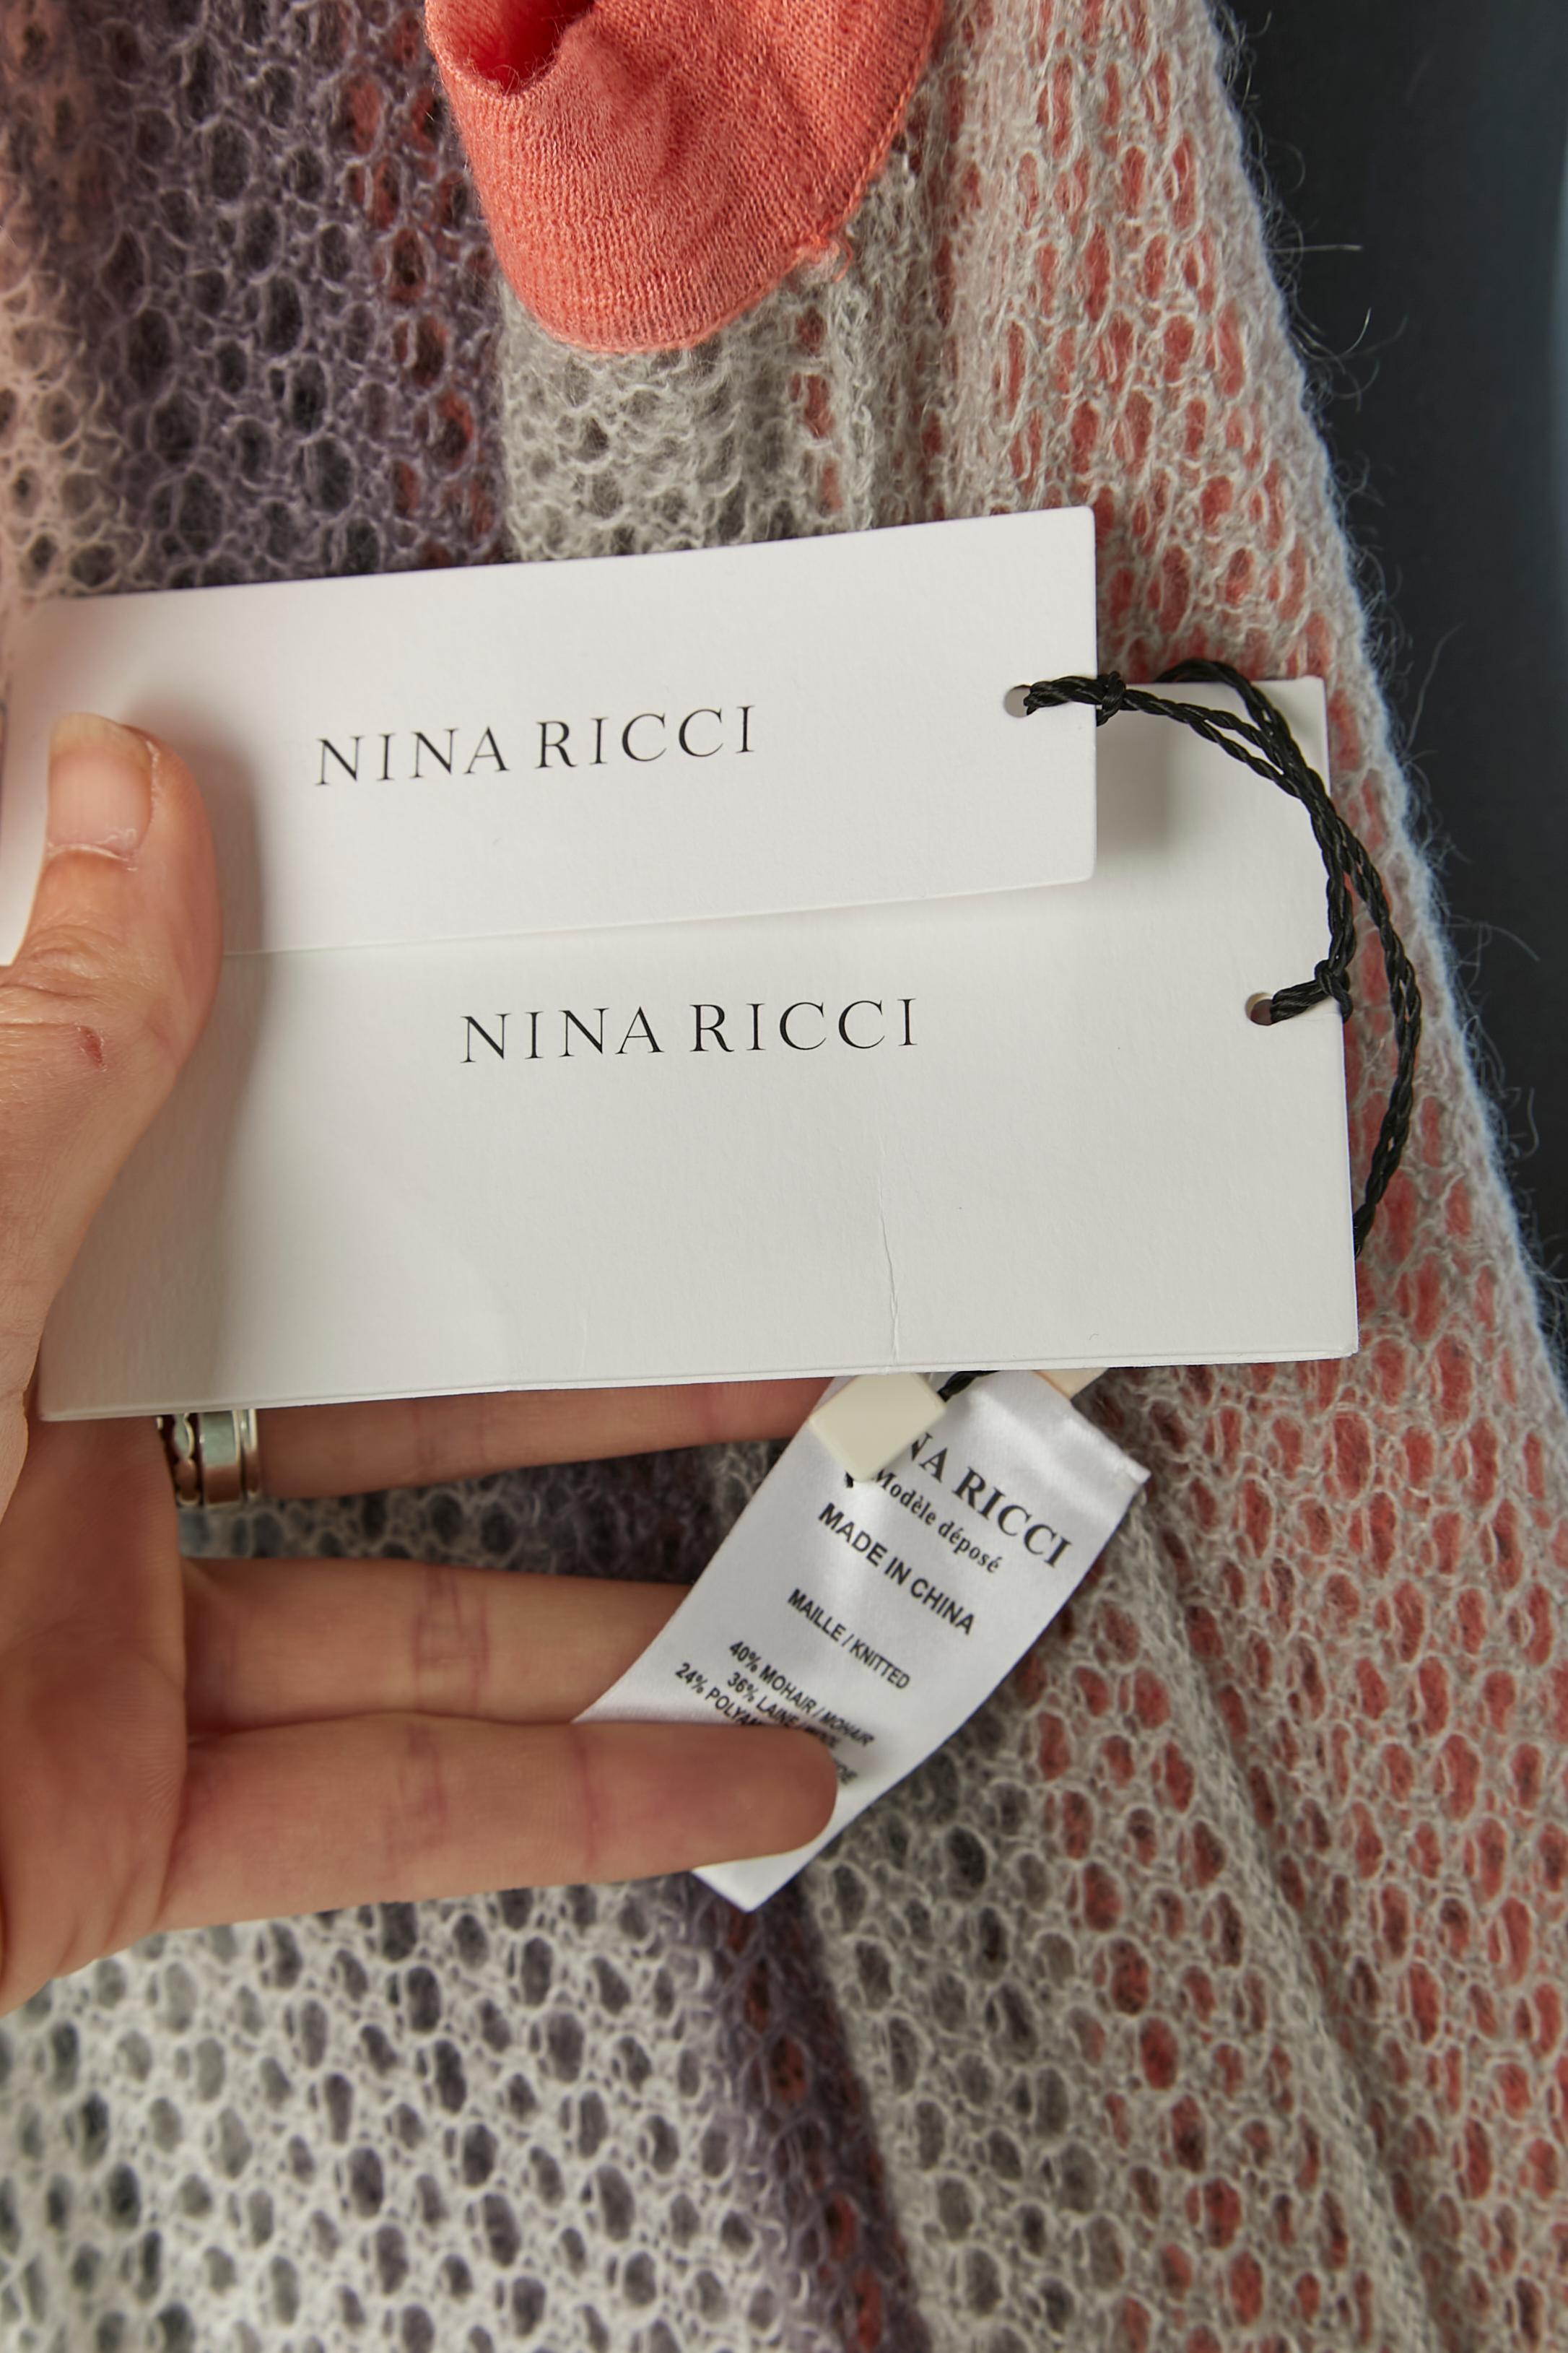 NINA RICCI
NINA RICCI
NA RICCI
Modèle déposé
MADE IN CHINA
MAILLE / KNITTED
40% MOHAIR / MOHAIR
36% LAINE /
24%